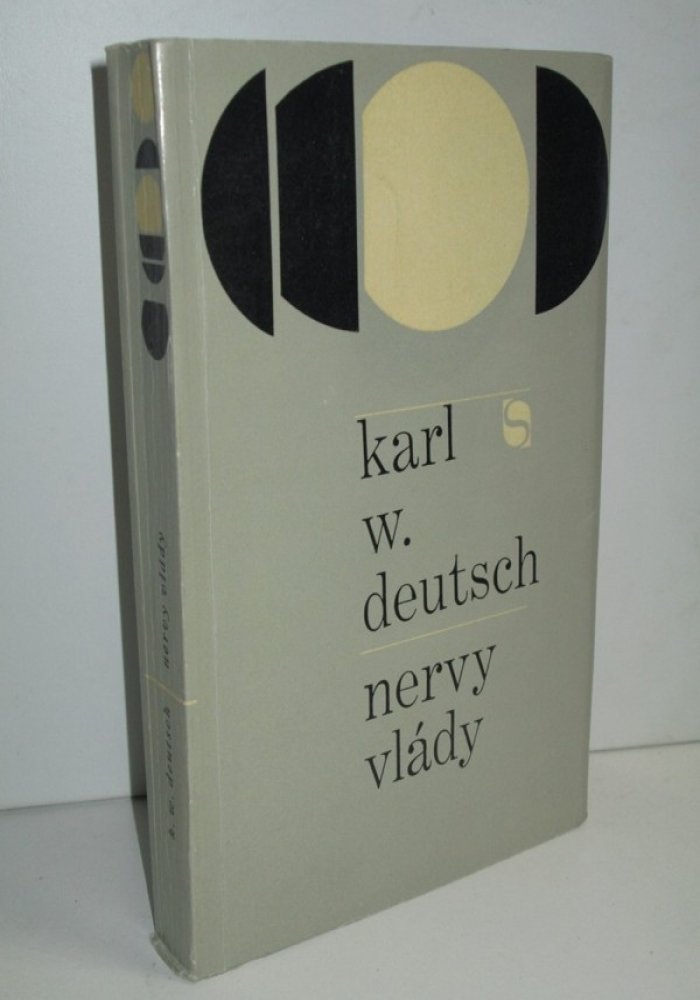 karl
S
w.
deutsch
nervy
vlády
k. w. deutsch nervy vlády